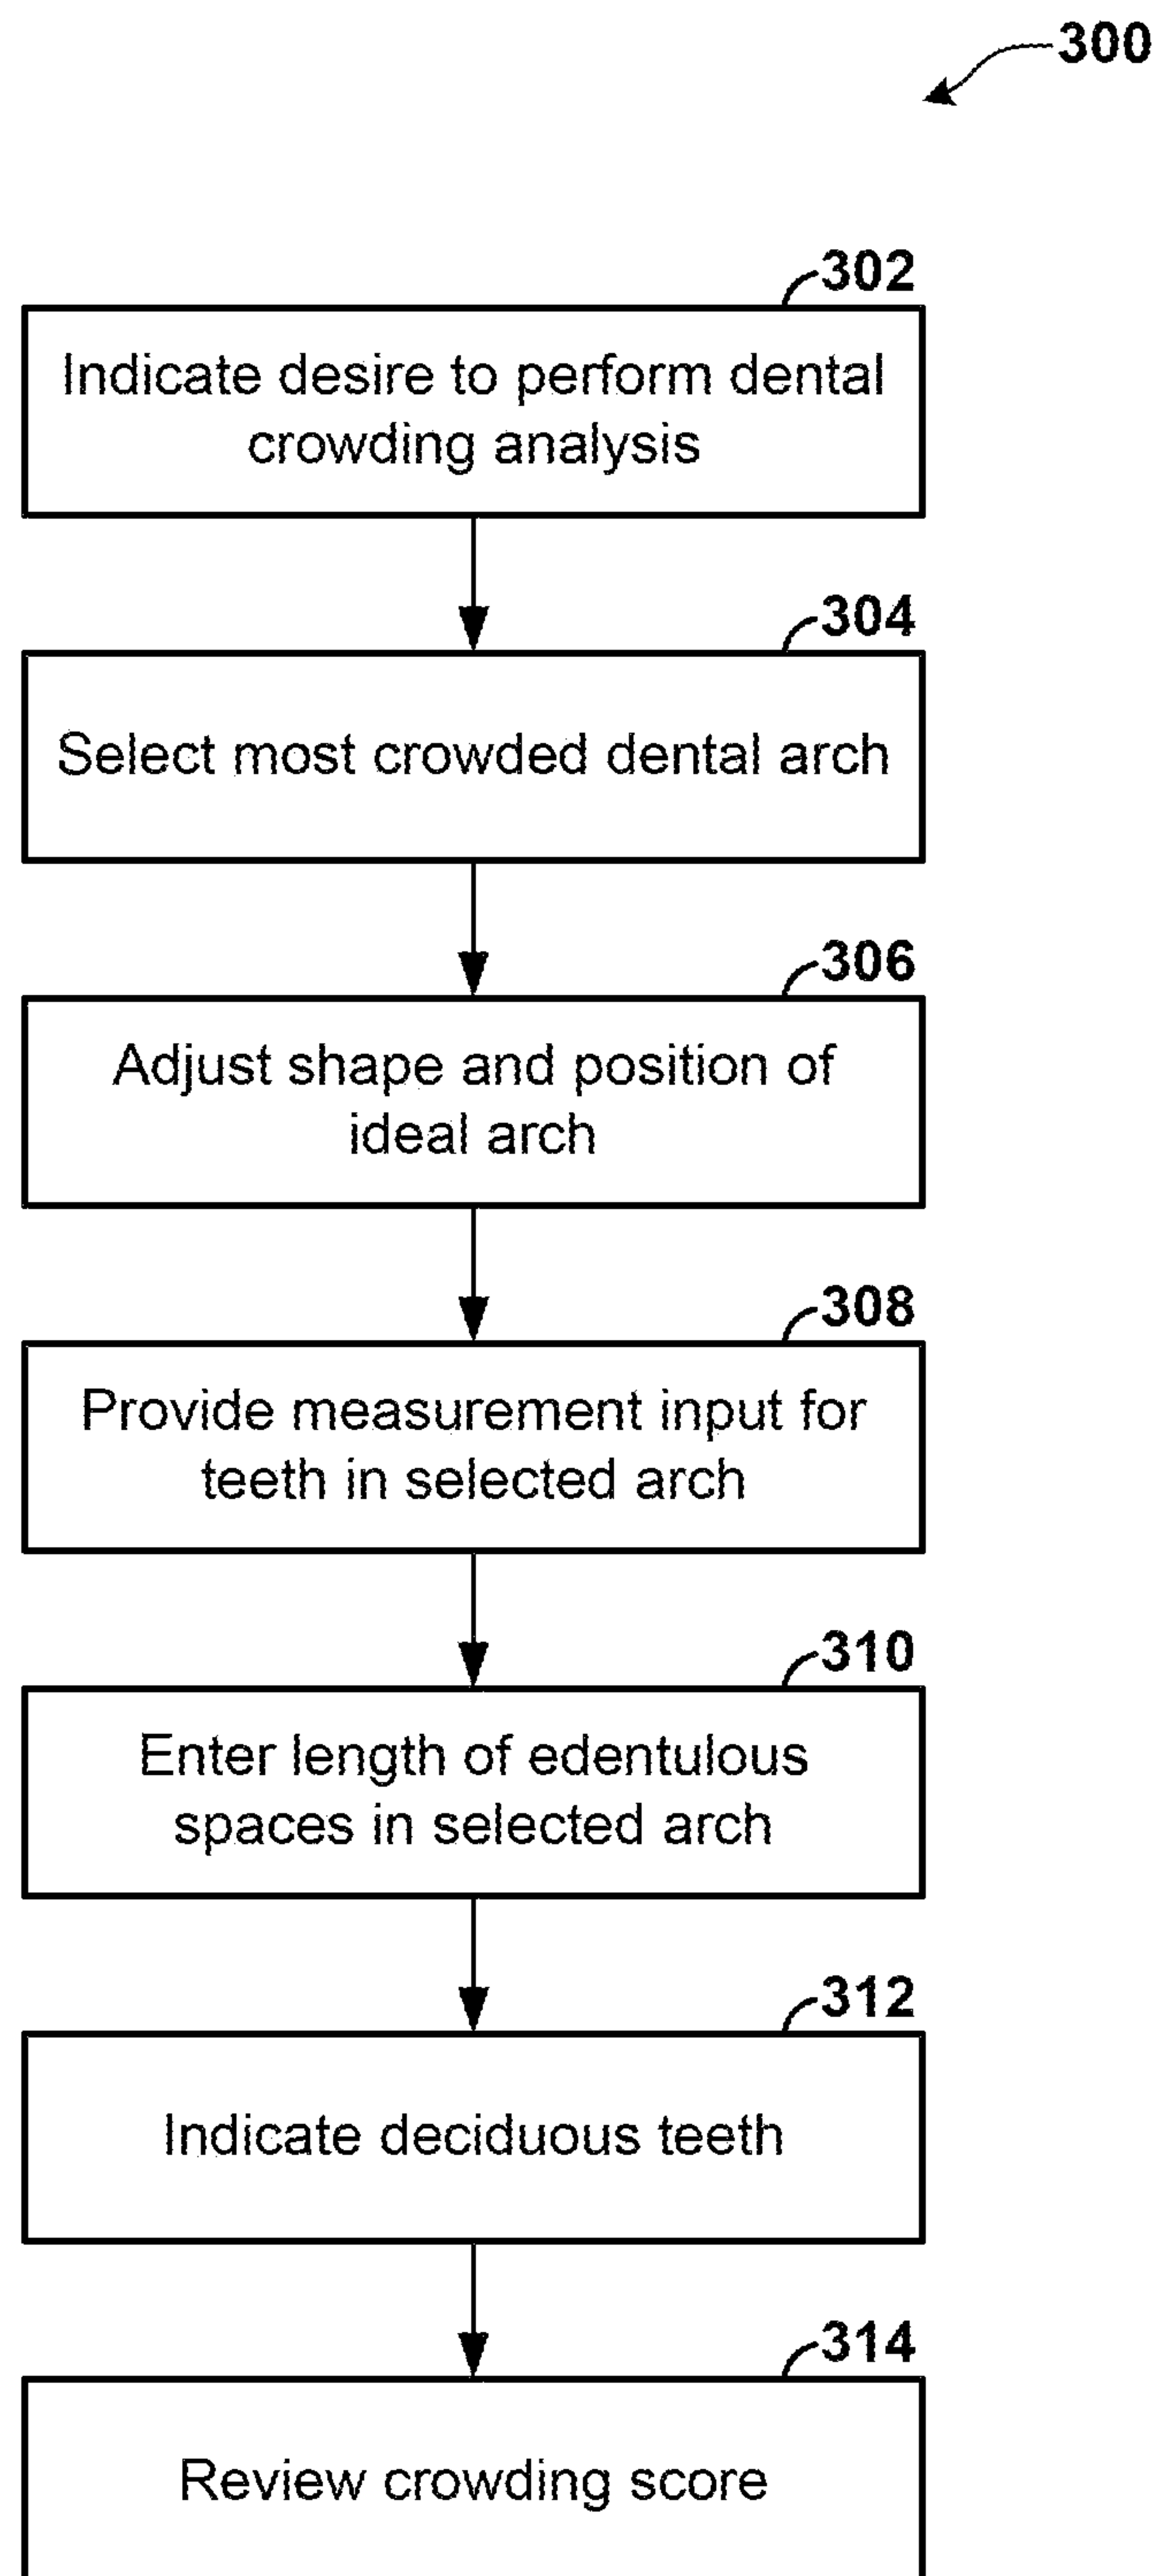 300
302
Indicate desire to perform dental
crowding analysis
304
Select most crowded dental arch
306
Adjust shape and position of
ideal arch
308
Provide measurement input for
teeth in selected arch
310
Enter length of edentulous
spaces in selected arch
312
Indicate deciduous teeth
314
Review crowding score